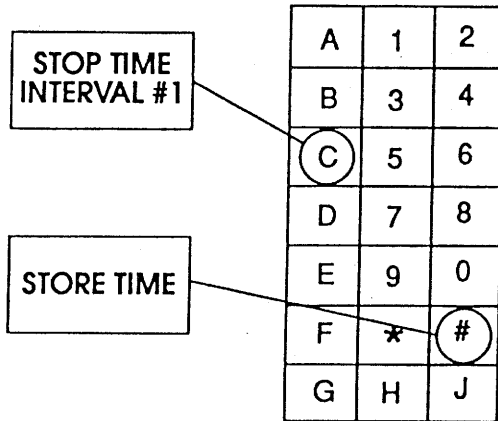 STOP TIME
INTERVAL #1
STORE TIME
A 1 2
B 3 4
C 5 6
D 7 8
E 9 0
F * #
G H J